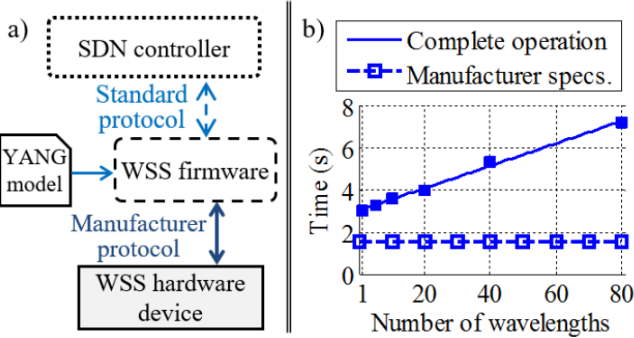 a)
SDN controller
Standard
protocol
YANG
model
WSS firmware
Manufacturer
protocol
WSS hardware
device
b)
Complete operation
Manufacturer specs.
Time (s)
8
6
4
2
0
1 20 40 60 80
Number of wavelengths